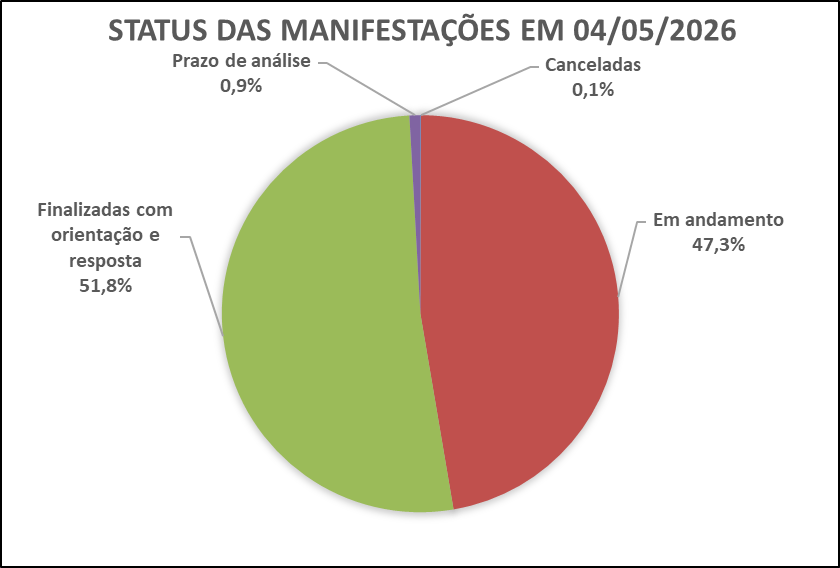 STATUS DAS MANIFESTAÇÕES EM 04/05/2026
Prazo de análise
0,9%
Canceladas
0,1%
Finalizadas com
orientação e
resposta
51,8%
Em andamento
47,3%